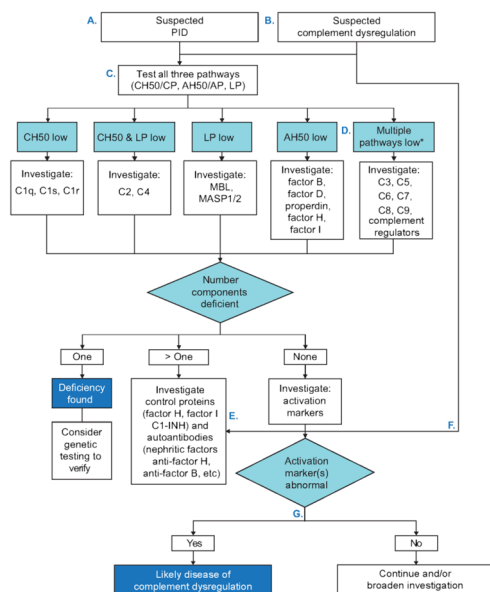 A.
Suspected
PID
B.
Suspected
complement dysregulation
C.
Test all three pathways
(CH50/CP, AH50/AP, LP)
CH50 low
CH50 & LP low
LP low
AH50 low
D.
Multiple
pathways low*
Investigate:
C1q, C1s, C1r
Investigate:
C2, C4
Investigate:
MBL,
MASP1/2
Investigate:
factor B,
factor D,
properdin,
factor H,
factor I
Investigate:
C3, C5,
C6, C7,
C8, C9,
complement
regulators
Number
components
deficient
One
> One
None
Deficiency
found
Consider
genetic
testing to
verify
Investigate
control proteins
(factor H, factor I
C1-INH) and
autoantibodies
(nephritic factors
anti-factor H,
anti-factor B, etc)
E.
Investigate:
activation
markers
F.
Activation
marker(s)
abnormal
G.
Yes
No
Likely disease of
complement dysregulation
Continue and/or
broaden investigation